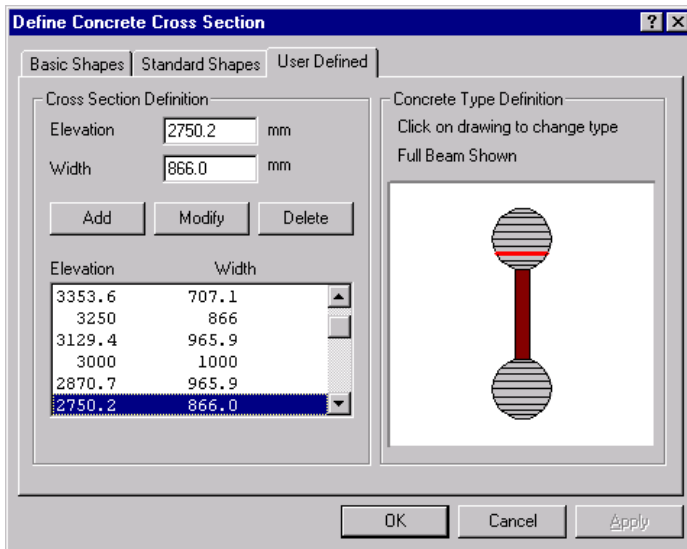 Define Concrete Cross Section
Basic Shapes Standard Shapes User Defined
Cross Section Definition
Elevation 2750.2 mm
Width 866.0 mm
Add Modify Delete
Elevation Width
3353.6 707.1
3250 866
3129.4 965.9
3000 1000
2870.7 965.9
2750.2 866.0
Concrete Type Definition
Click on drawing to change type
Full Beam Shown
OK Cancel Apply